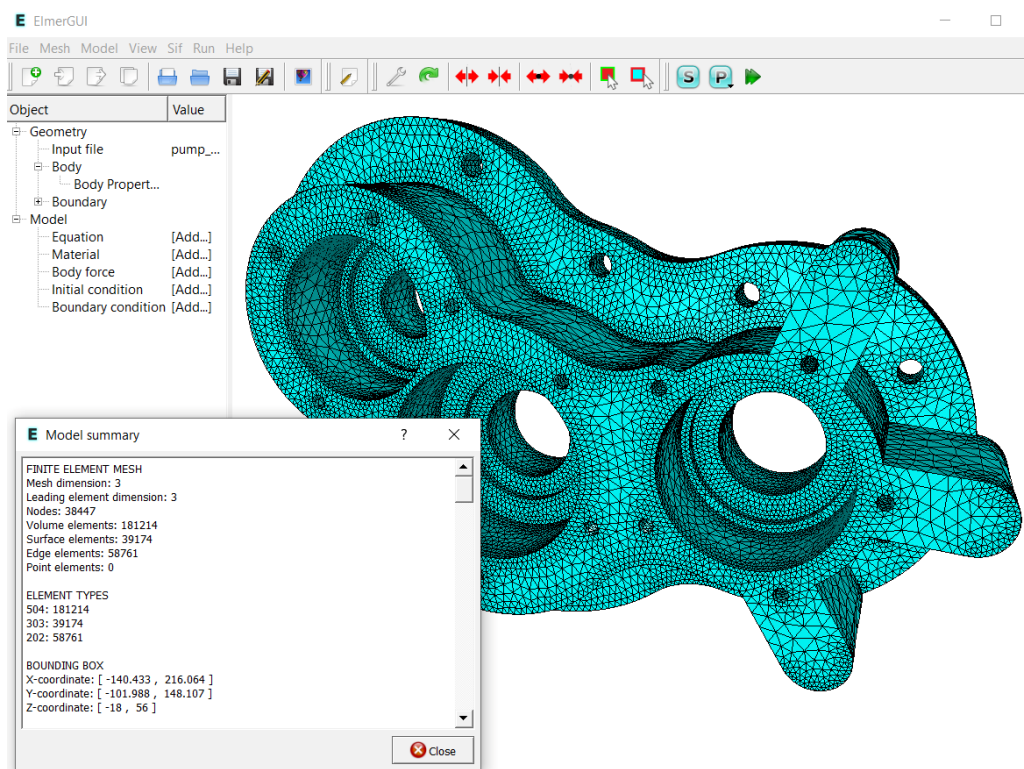 E ElmerGUI
File Mesh Model View Sif Run Help
S P
Object Value
Geometry
Input file pump_...
Body
Body Propert...
Boundary
Model
Equation [Add...]
Material [Add...]
Body force [Add...]
Initial condition [Add...]
Boundary condition [Add...]
E Model summary ?
FINITE ELEMENT MESH
Mesh dimension: 3
Leading element dimension: 3
Nodes: 38447
Volume elements: 181214
Surface elements: 39174
Edge elements: 58761
Point elements: 0
ELEMENT TYPES
504: 181214
303: 39174
202: 58761
BOUNDING BOX
X-coordinate: [ -140.433 , 216.064 ]
Y-coordinate: [ -101.988 , 148.107 ]
Z-coordinate: [ -18 , 56 ]
Close